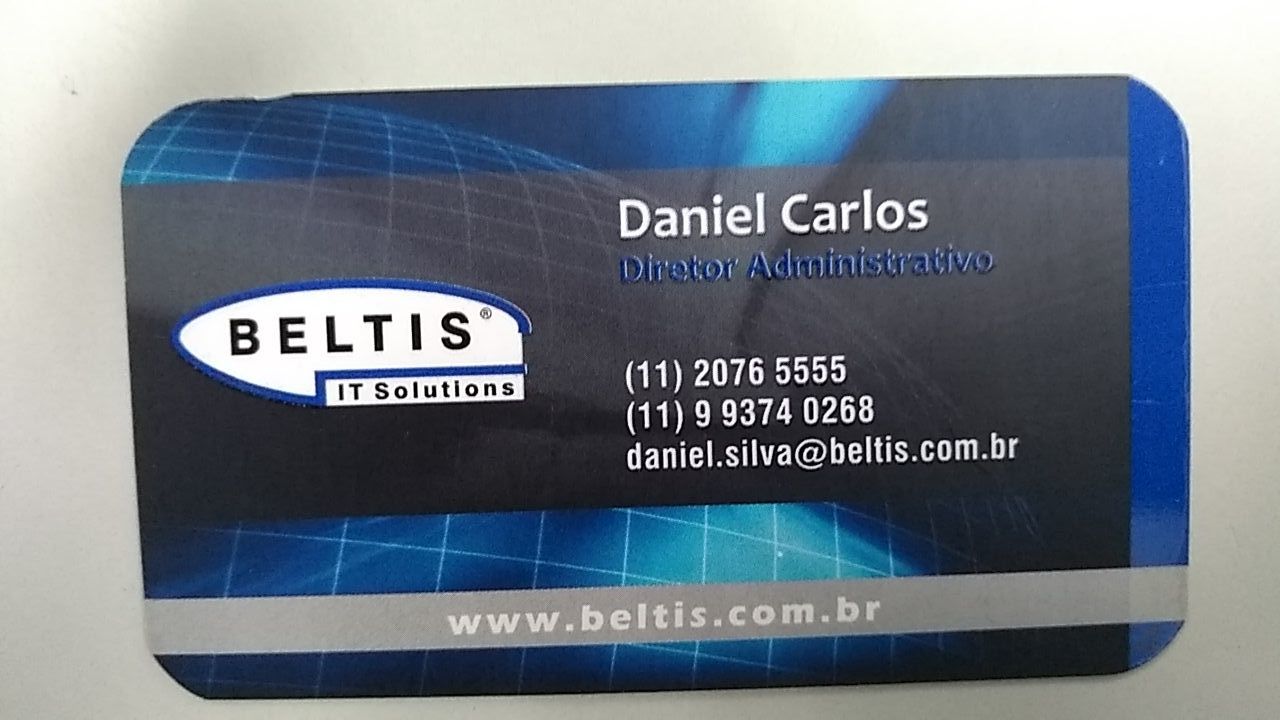 Daniel Carlos
Diretor Administrativo
BELTIS®
IT Solutions
(11) 2076 5555
(11) 9 9374 0268
daniel.silva@beltis.com.br
www.beltis.com.br